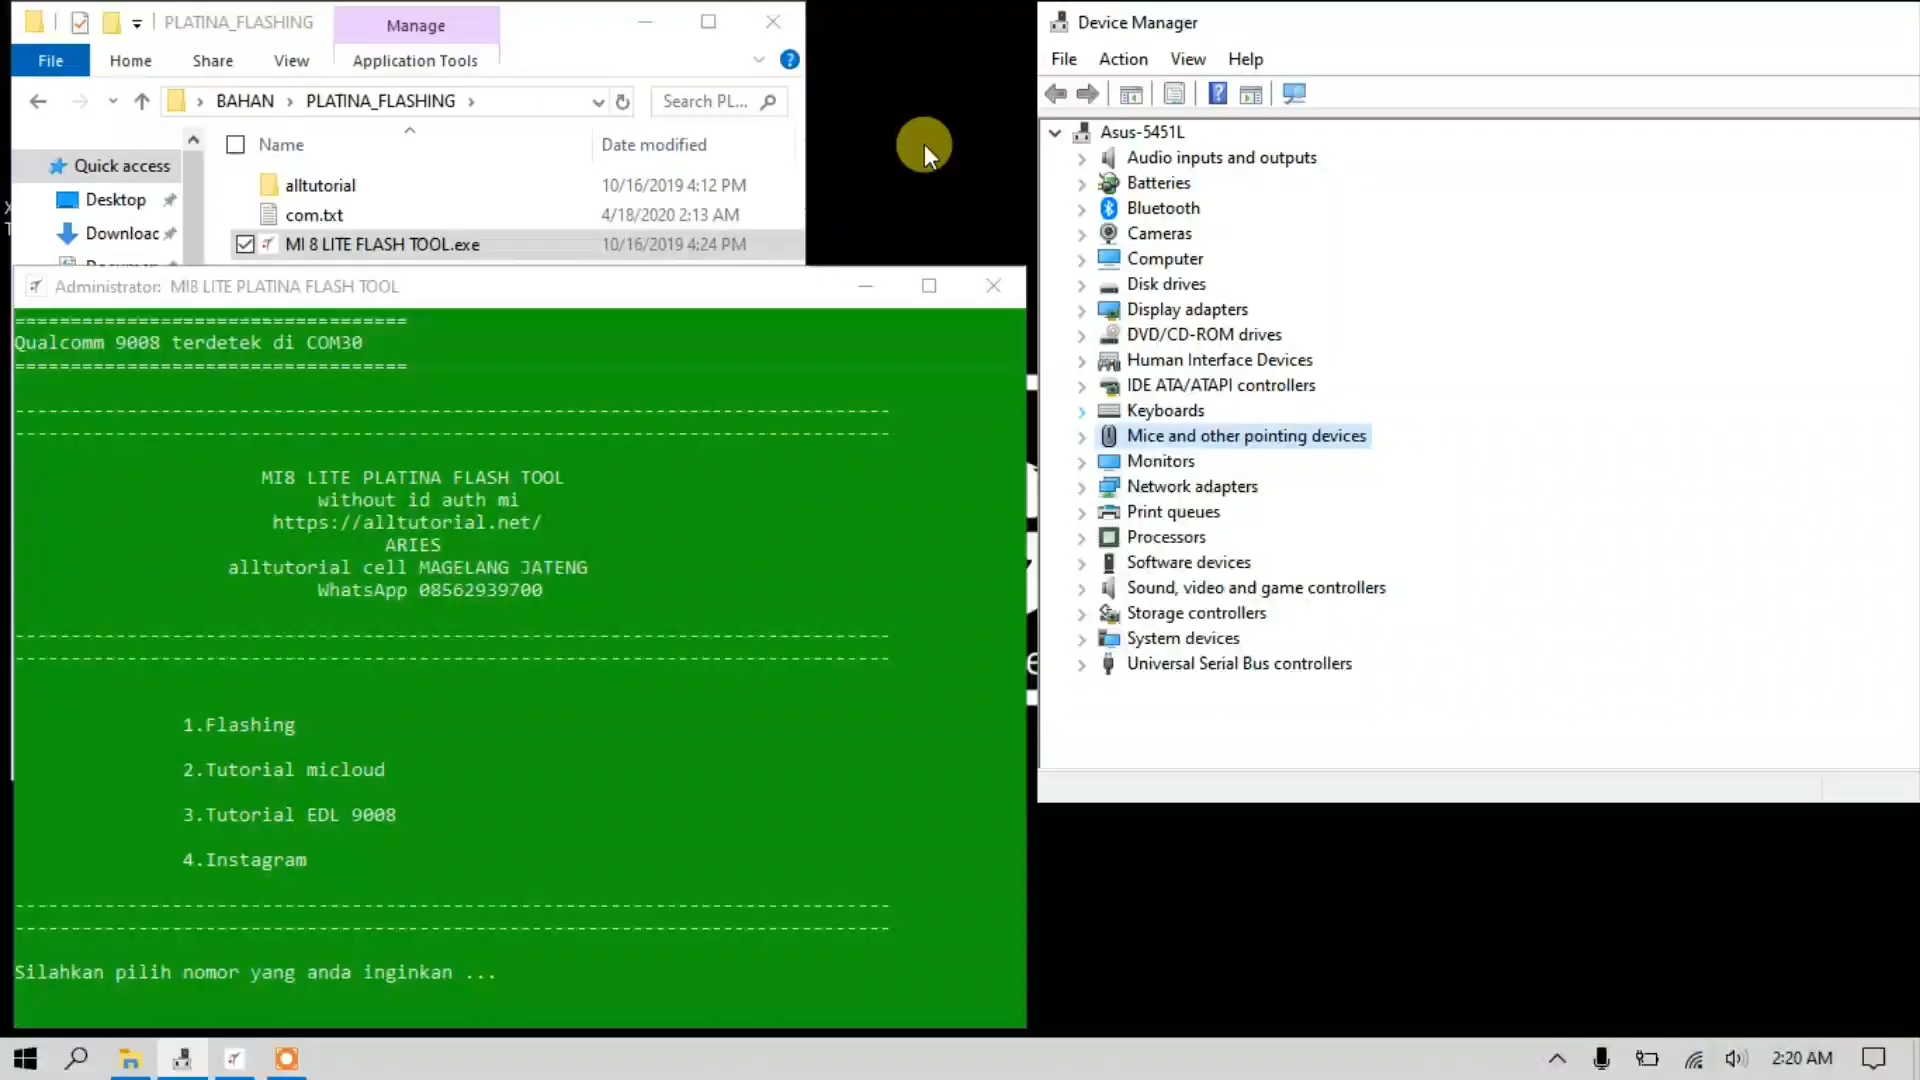 PLATINA_FLASHING
Manage
File
Home
Share
View
Application Tools
BAHAN
PLATINA_FLASHING
Search PL...
Name
Date modified
Quick access
Desktop
Downloac
alltutorial
10/16/2019 4:12 PM
com.txt
4/18/2020 2:13 AM
MI 8 LITE FLASH TOOL.exe
10/16/2019 4:24 PM
Administrator:  MI8 LITE PLATINA FLASH TOOL
===================================
Qualcomm 9008 terdetek di COM30
===================================
MI8 LITE PLATINA FLASH TOOL
without id auth mi
https://alltutorial.net/
ARIES
alltutorial cell MAGELANG JATENG
WhatsApp 08562939700
1.Flashing
2.Tutorial micloud
3.Tutorial EDL 9008
4.Instagram
Silahkan pilih nomor yang anda inginkan ...
Device Manager
File
Action
View
Help
Asus-5451L
Audio inputs and outputs
Batteries
Bluetooth
Cameras
Computer
Disk drives
Display adapters
DVD/CD-ROM drives
Human Interface Devices
IDE ATA/ATAPI controllers
Keyboards
Mice and other pointing devices
Monitors
Network adapters
Print queues
Processors
Software devices
Sound, video and game controllers
Storage controllers
System devices
Universal Serial Bus controllers
2:20 AM